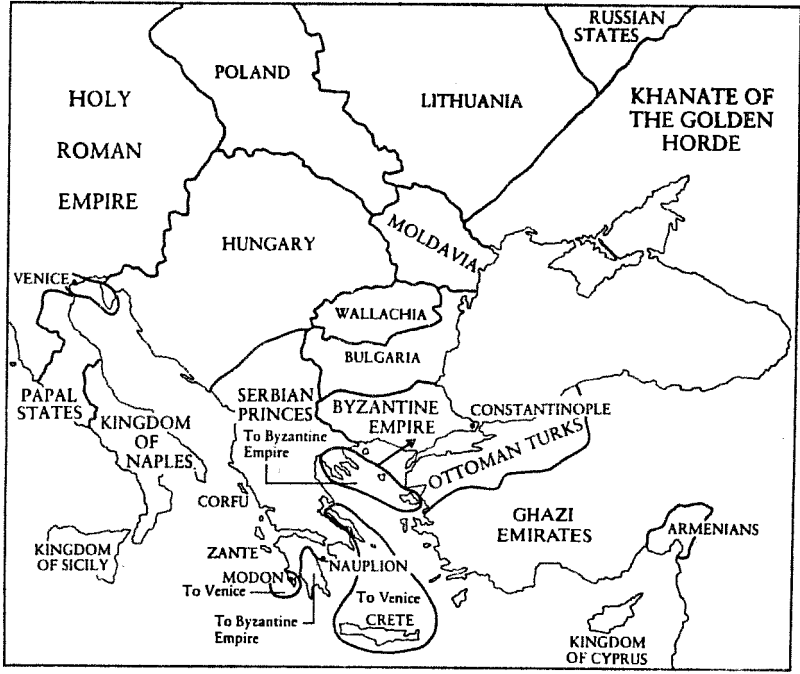 RUSSIAN
STATES
POLAND
HOLY
ROMAN
EMPIRE
LITHUANIA
KHANATE OF
THE GOLDEN
HORDE
MOLDAVIA
HUNGARY
VENICE
WALLACHIA
BULGARIA
PAPAL
STATES
KINGDOM
OF
NAPLES
SERBIAN
PRINCES
BYZANTINE
EMPIRE
CONSTANTINOPLE
To Byzantine
Empire
OTTOMAN TURKS
CORFU
GHAZI
EMIRATES
ARMENIANS
KINGDOM
OF SICILY
ZANTE
NAUPLION
MODON
To Venice
To Byzantine
Empire
To Venice
CRETE
KINGDOM
OF CYPRUS